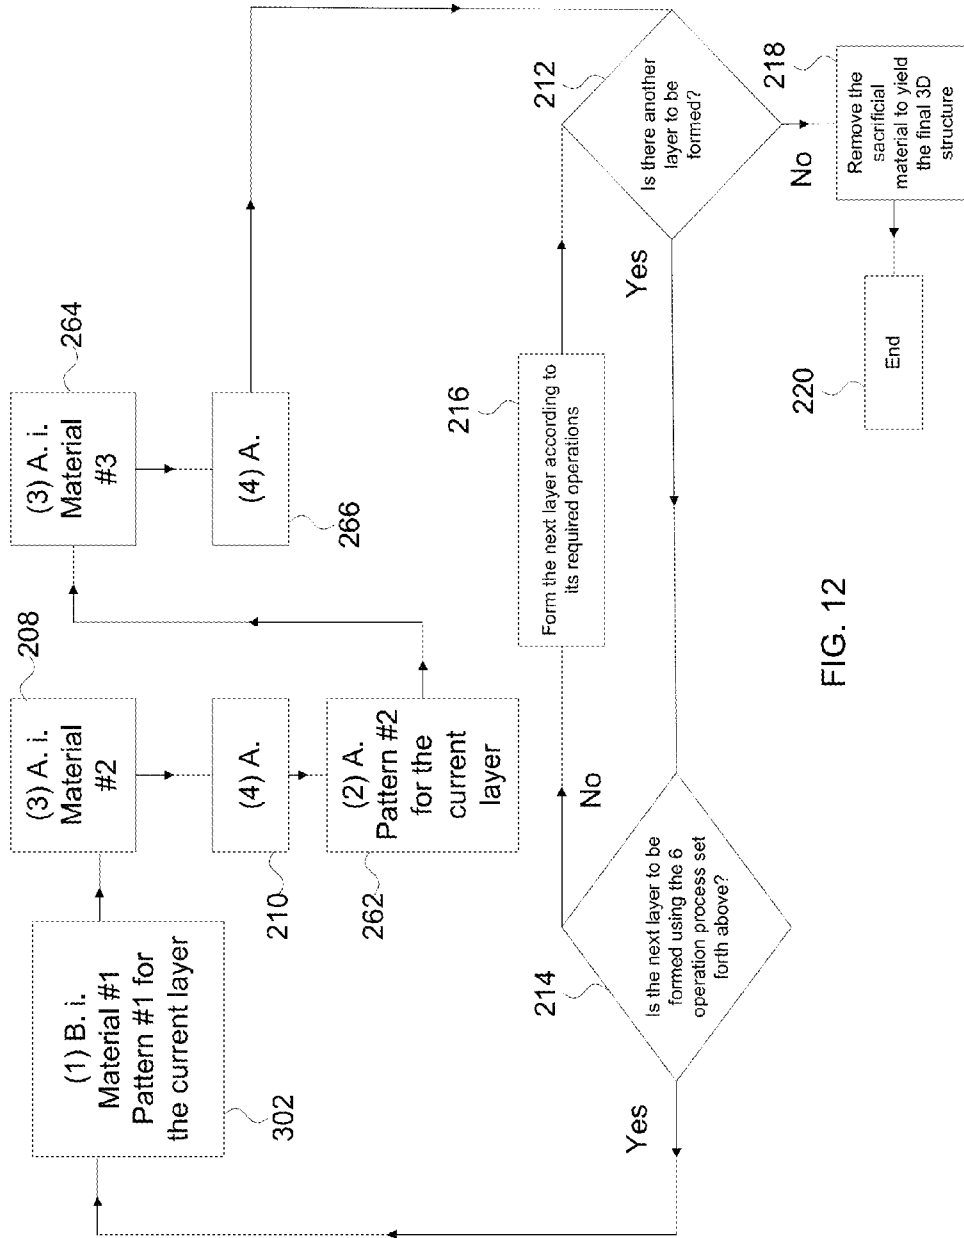 (1) B. i.
Material #1
Pattern #1 for
the current layer
302
(3) A. i.
Material
#2
208
(4) A.
210
(2) A.
Pattern #2
for the
current
layer
262
(3) A. i.
Material
#3
264
(4) A.
266
Is there another
layer to be
formed?
212
Yes
No
Is the next layer to be
formed using the 6
operation process set
forth above?
214
Yes
No
Form the next layer according to
its required operations
216
Remove the
sacrificial
material to yield
the final 3D
structure
218
End
220
FIG. 12